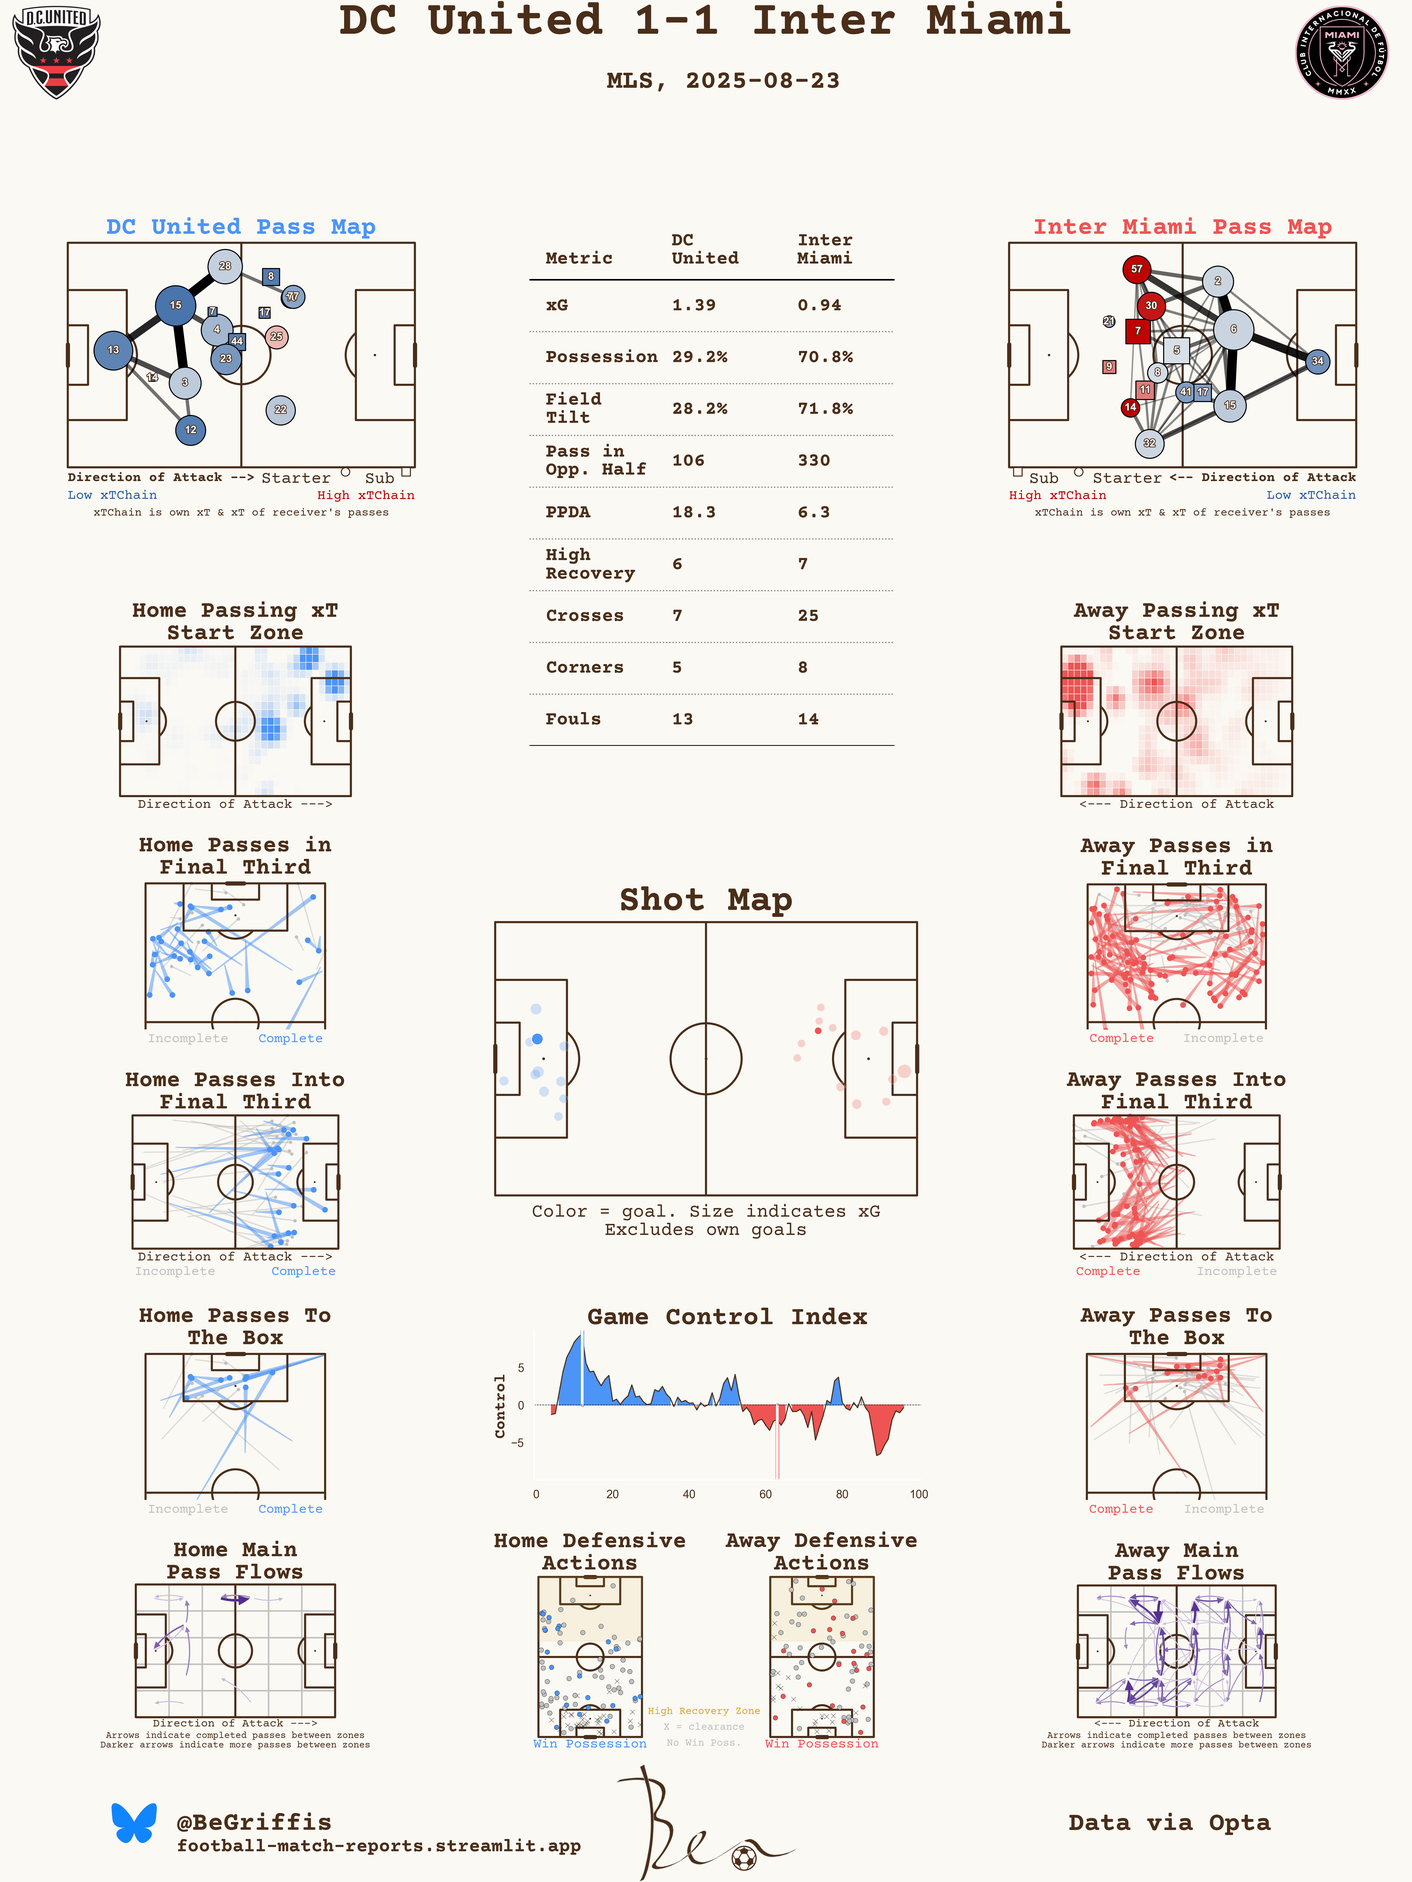 DC United 1-1 Inter Miami
MLS, 2025-08-23
D.C.UNITED
CLUB INTERNACIONAL DE FÚTBOL
MIAMI
MMXX
DC United Pass Map
28
8
7
15
7
17
4
25
44
13
23
14
3
22
12
Direction of Attack --> Starter Sub
Low xTChain High xTChain
xTChain is own xT & xT of receiver's passes
Metric DC United Inter Miami
xG 1.39 0.94
Possession 29.2% 70.8%
Field Tilt 28.2% 71.8%
Pass in Opp. Half 106 330
PPDA 18.3 6.3
High Recovery 6 7
Crosses 7 25
Corners 5 8
Fouls 13 14
Inter Miami Pass Map
57
2
30
21
7
6
5
34
9
8
11
41
17
14
15
32
Sub Starter <-- Direction of Attack
High xTChain Low xTChain
xTChain is own xT & xT of receiver's passes
Home Passing xT
Start Zone
Direction of Attack --->
Away Passing xT
Start Zone
<--- Direction of Attack
Home Passes in
Final Third
Incomplete Complete
Away Passes in
Final Third
Complete Incomplete
Shot Map
Color = goal. Size indicates xG
Excludes own goals
Home Passes Into
Final Third
Direction of Attack --->
Incomplete Complete
Away Passes Into
Final Third
<--- Direction of Attack
Complete Incomplete
Home Passes To
The Box
Incomplete Complete
Game Control Index
Control
5
0
−5
0 20 40 60 80 100
Away Passes To
The Box
Complete Incomplete
Home Main
Pass Flows
Direction of Attack --->
Arrows indicate completed passes between zones
Darker arrows indicate more passes between zones
Home Defensive
Actions
Win Possession
Away Defensive
Actions
Win Possession
High Recovery Zone
X = clearance
No Win Poss.
Away Main
Pass Flows
<--- Direction of Attack
Arrows indicate completed passes between zones
Darker arrows indicate more passes between zones
@BeGriffis
football-match-reports.streamlit.app
Ben
Data via Opta